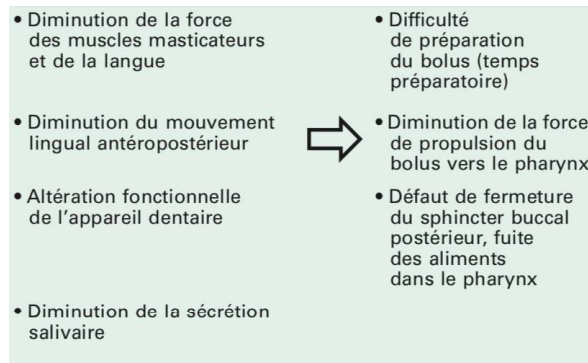 • Diminution de la force
des muscles masticateurs
et de la langue
• Diminution du mouvement
lingual antéropostérieur
• Altération fonctionnelle
de l'appareil dentaire
• Diminution de la sécrétion
salivaire
• Difficulté
de préparation
du bolus (temps
préparatoire)
• Diminution de la force
de propulsion du
bolus vers le pharynx
• Défaut de fermeture
du sphincter buccal
postérieur, fuite
des aliments
dans le pharynx